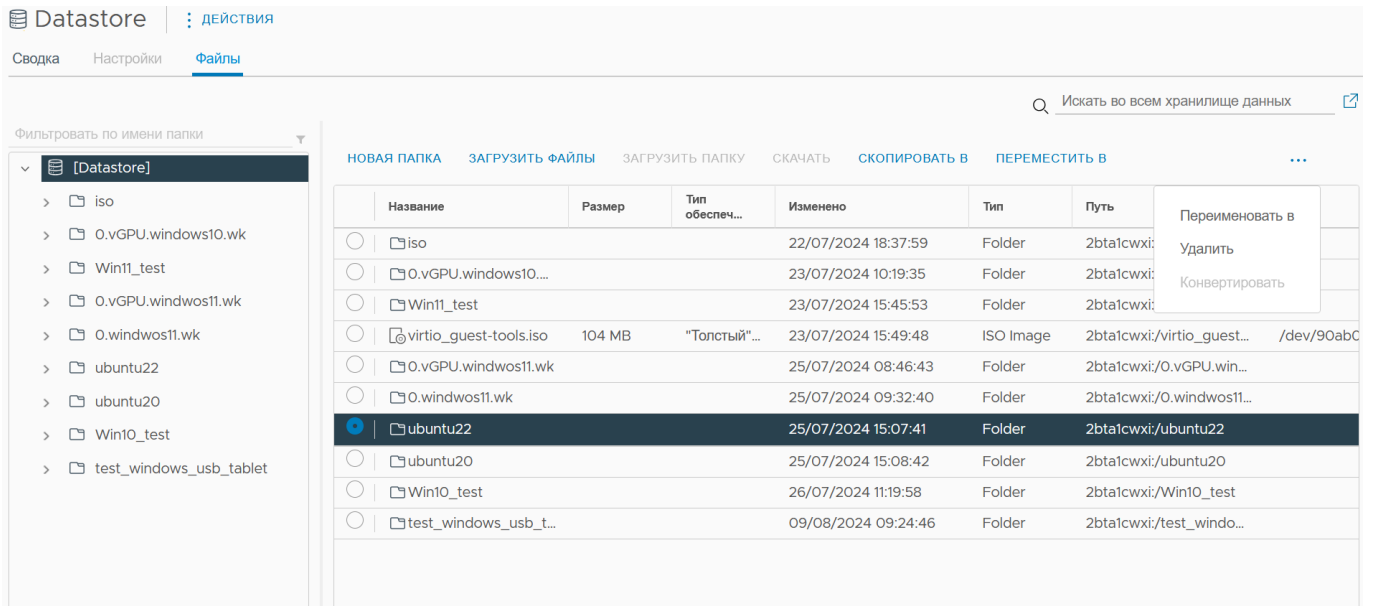 Datastore
ДЕЙСТВИЯ
Сводка Настройки Файлы
Искать во всем хранилище данных
Фильтровать по имени папки
[Datastore]
iso
0.vGPU.windows10.wk
Win11_test
0.vGPU.windwos11.wk
0.windwos11.wk
ubuntu22
ubuntu20
Win10_test
test_windows_usb_tablet
НОВАЯ ПАПКА ЗАГРУЗИТЬ ФАЙЛЫ ЗАГРУЗИТЬ ПАПКУ СКАЧАТЬ СКОПИРОВАТЬ В ПЕРЕМЕСТИТЬ В ...
Название Размер Тип обеспеч... Изменено Тип Путь
iso 22/07/2024 18:37:59 Folder 2bta1cwxi:
0.vGPU.windows10.... 23/07/2024 10:19:35 Folder 2bta1cwxi:
Win11_test 23/07/2024 15:45:53 Folder 2bta1cwxi:
virtio_guest-tools.iso 104 MB "Толстый"... 23/07/2024 15:49:48 ISO Image 2bta1cwxi:/virtio_guest... /dev/90ab0
0.vGPU.windwos11.wk 25/07/2024 08:46:43 Folder 2bta1cwxi:/0.vGPU.win...
0.windwos11.wk 25/07/2024 09:32:40 Folder 2bta1cwxi:/0.windwos11...
ubuntu22 25/07/2024 15:07:41 Folder 2bta1cwxi:/ubuntu22
ubuntu20 25/07/2024 15:08:42 Folder 2bta1cwxi:/ubuntu20
Win10_test 26/07/2024 11:19:58 Folder 2bta1cwxi:/Win10_test
test_windows_usb_t... 09/08/2024 09:24:46 Folder 2bta1cwxi:/test_windo...
Переименовать в
Удалить
Конвертировать